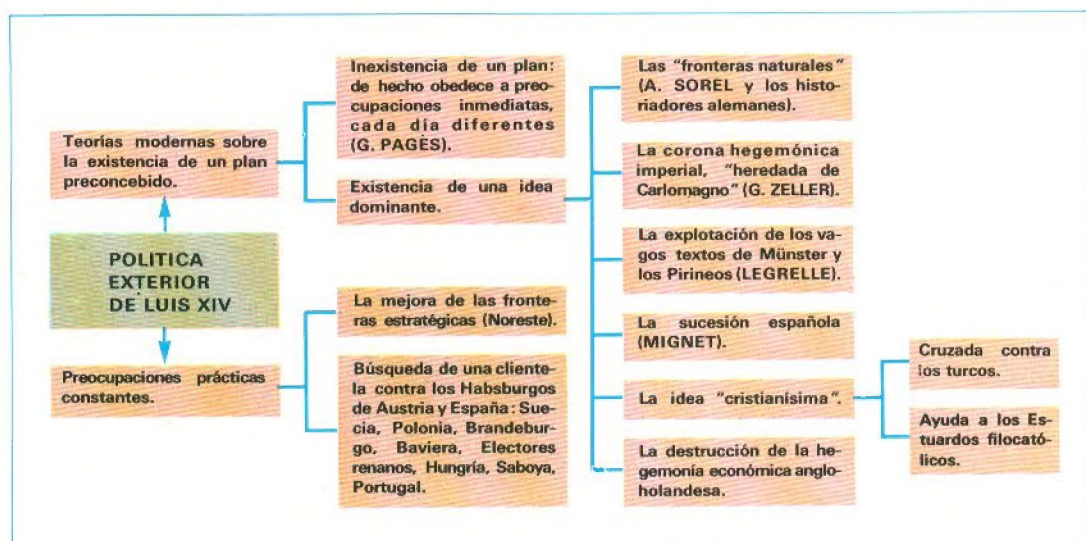 POLITICA
EXTERIOR
DE LUIS XIV
Teorías modernas sobre
la existencia de un plan
preconcebido.
Inexistencia de un plan:
de hecho obedece a preo-
cupaciones inmediatas,
cada día diferentes
(G. PAGÈS).
Existencia de una idea
dominante.
Las "fronteras naturales"
(A. SOREL y los histo-
riadores alemanes).
La corona hegemónica
imperial, "heredada de
Carlomagno" (G. ZELLER).
La explotación de los va-
gos textos de Münster y
los Pirineos (LEGRELLE).
La sucesión española
(MIGNET).
La idea "cristianísima".
Cruzada contra
los turcos.
Ayuda a los Es-
tuardos filocató-
licos.
La destrucción de la he-
gemonía económica anglo-
holandesa.
Preocupaciones prácticas
constantes.
La mejora de las fronte-
ras estratégicas (Noreste).
Búsqueda de una cliente-
la contra los Habsburgos
de Austria y España: Sue-
cia, Polonia, Brandebur-
go, Baviera, Electores
renanos, Hungría, Saboya,
Portugal.